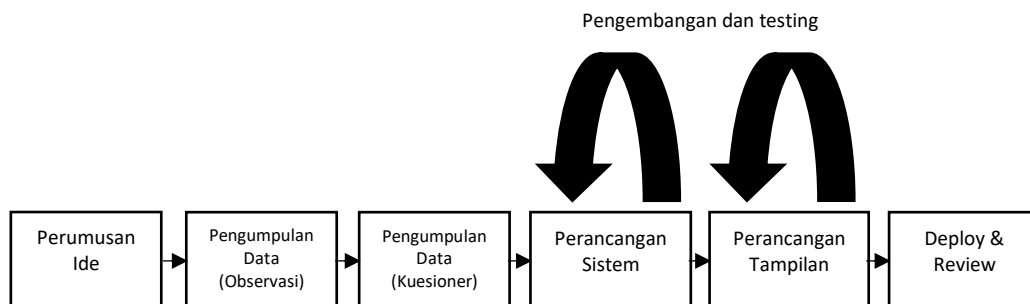 Pengembangan dan testing
Perumusan
Ide
Pengumpulan
Data
(Observasi)
Pengumpulan
Data
(Kuesioner)
Perancangan
Sistem
Perancangan
Tampilan
Deploy &
Review